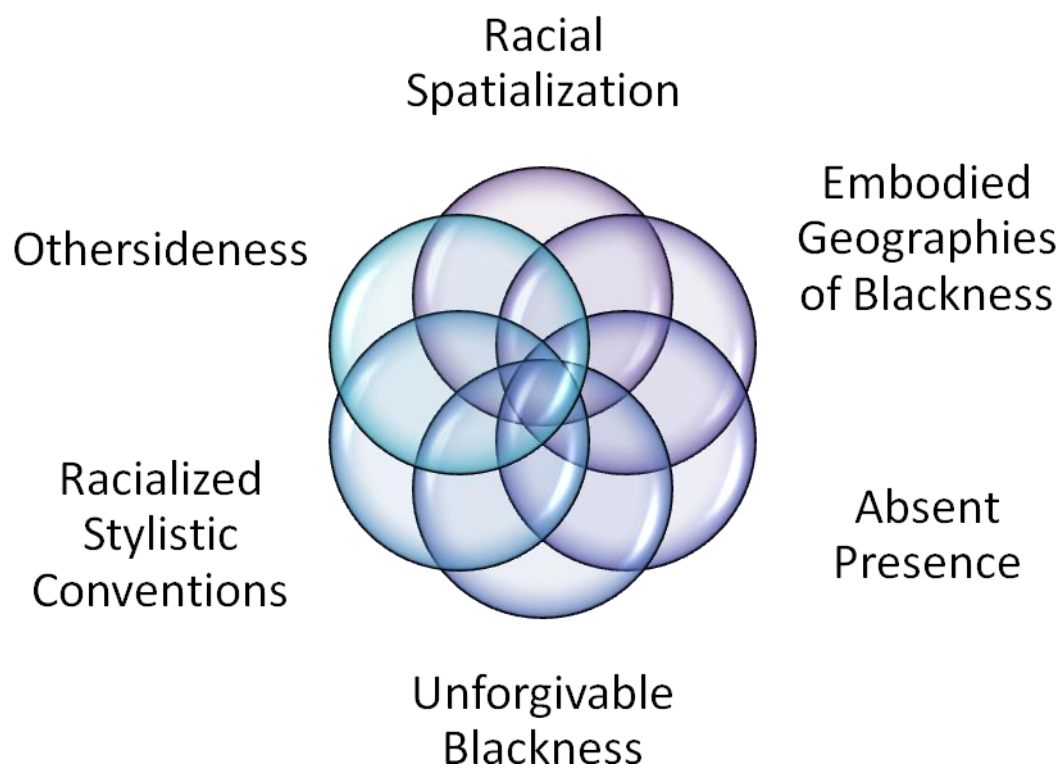 Racial
Spatialization
Embodied
Geographies
of Blackness
Othersideness
Racialized
Stylistic
Conventions
Absent
Presence
Unforgivable
Blackness